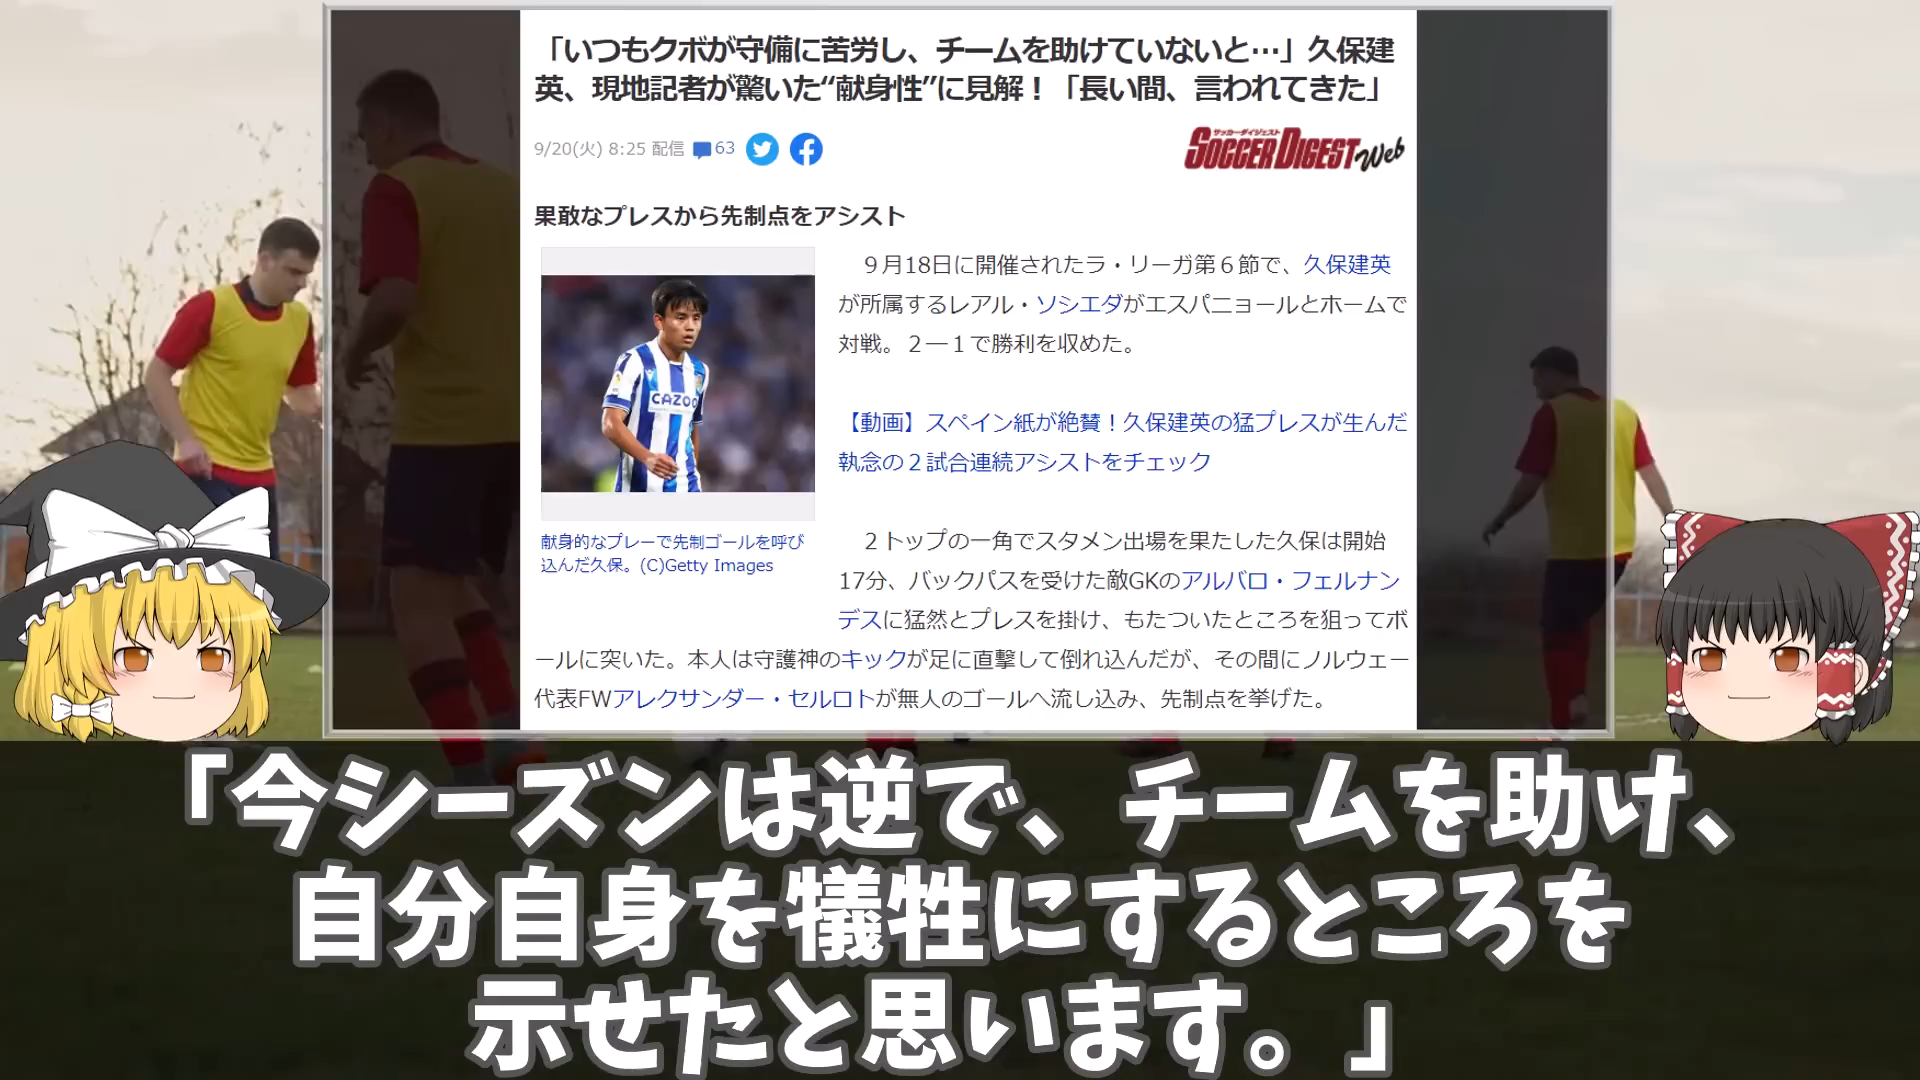 「いつもクボが守備に苦労し、チームを助けていないと…」久保建
英、現地記者が驚いた“献身性”に見解！「長い間、言われてきた」
9/20(火) 8:25 配信 63
サッカーダイジェスト
SOCCER DIGEST Web
果敢なプレスから先制点をアシスト
９月18日に開催されたラ・リーガ第６節で、久保建英
が所属するレアル・ソシエダがエスパニョールとホームで
対戦。２―１で勝利を収めた。
【動画】スペイン紙が絶賛！久保建英の猛プレスが生んだ
執念の２試合連続アシストをチェック
CAZOO
献身的なプレーで先制ゴールを呼び
込んだ久保。(C)Getty Images
２トップの一角でスタメン出場を果たした久保は開始
17分、バックパスを受けた敵GKのアルバロ・フェルナン
デスに猛然とプレスを掛け、もたついたところを狙ってボ
ールに突いた。本人は守護神のキックが足に直撃して倒れ込んだが、その間にノルウェー
代表FWアレクサンダー・セルロトが無人のゴールへ流し込み、先制点を挙げた。
「今シーズンは逆で、チームを助け、
自分自身を犠牲にするところを
示せたと思います。」